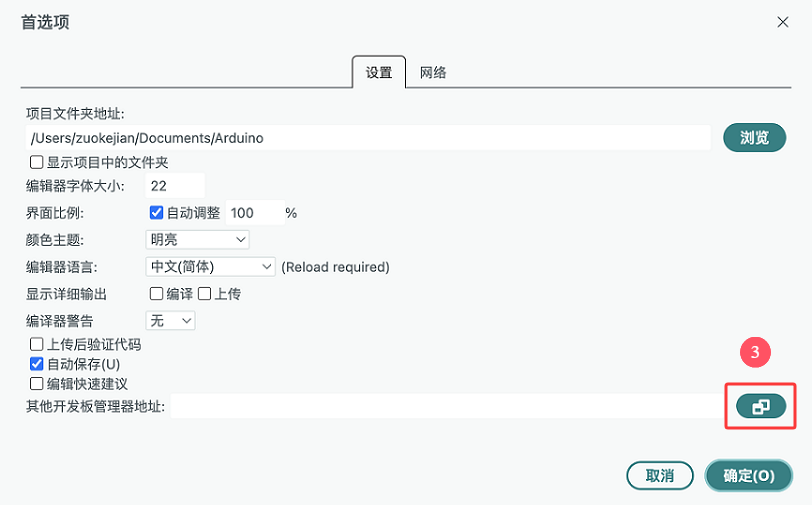 首选项
设置 网络
项目文件夹地址:
/Users/zuokejian/Documents/Arduino 浏览
显示项目中的文件夹
编辑器字体大小: 22
界面比例: 自动调整 100 %
颜色主题: 明亮
编辑器语言: 中文(简体) (Reload required)
显示详细输出 编译 上传
编译器警告 无
上传后验证代码
自动保存(U)
编辑快速建议
3
其他开发板管理器地址:
取消 确定(O)